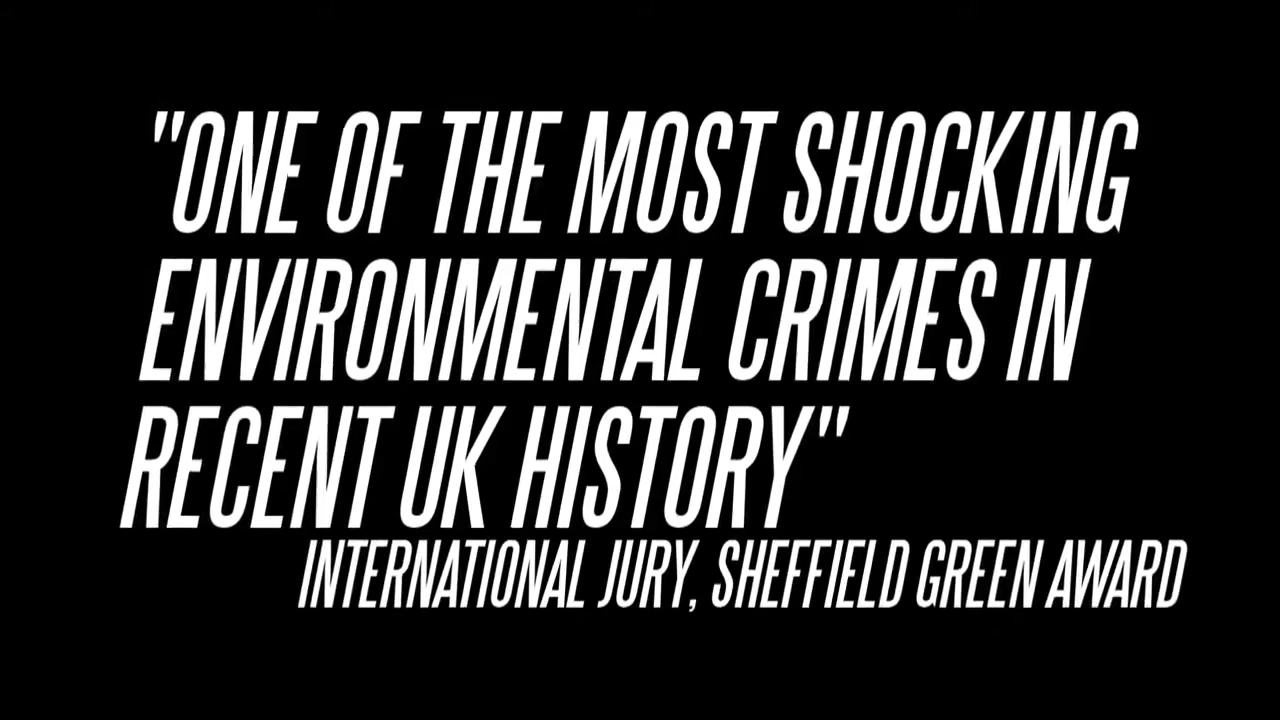 "ONE OF THE MOST SHOCKING
ENVIRONMENTAL CRIMES IN
RECENT UK HISTORY"
INTERNATIONAL JURY, SHEFFIELD GREEN AWARD